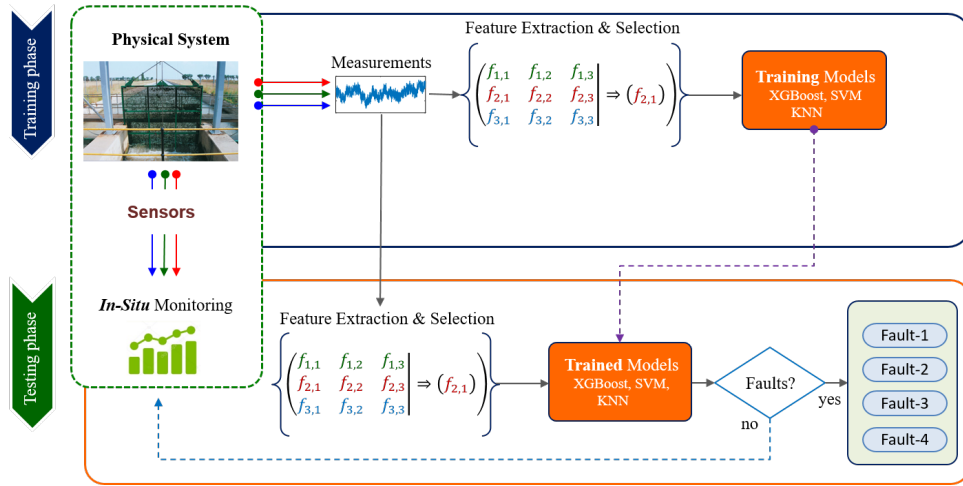 Training phase
Physical System
Sensors
In-Situ Monitoring
Measurements
Feature Extraction & Selection
f1,1 f1,2 f1,3
f2,1 f2,2 f2,3 ⇒ (f2,1)
f3,1 f3,2 f3,3
Training Models
XGBoost, SVM
KNN
Testing phase
Feature Extraction & Selection
f1,1 f1,2 f1,3
f2,1 f2,2 f2,3 ⇒ (f2,1)
f3,1 f3,2 f3,3
Trained Models
XGBoost, SVM,
KNN
Faults?
yes
no
Fault-1
Fault-2
Fault-3
Fault-4